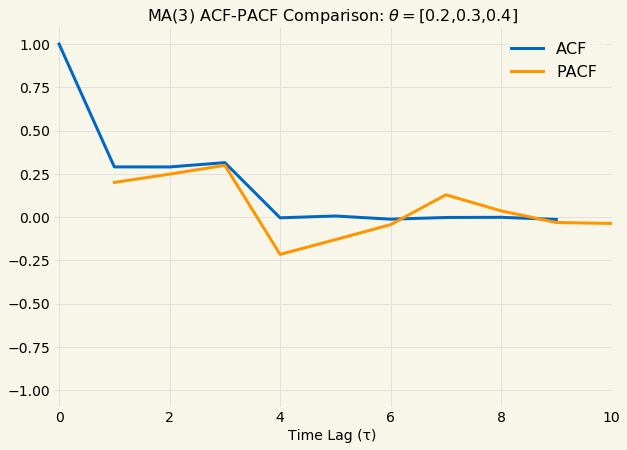 MA(3) ACF-PACF Comparison: θ = [0.2,0.3,0.4]
ACF
PACF
1.00
0.75
0.50
0.25
0.00
−0.25
−0.50
−0.75
−1.00
0 2 4 6 8 10
Time Lag (τ)